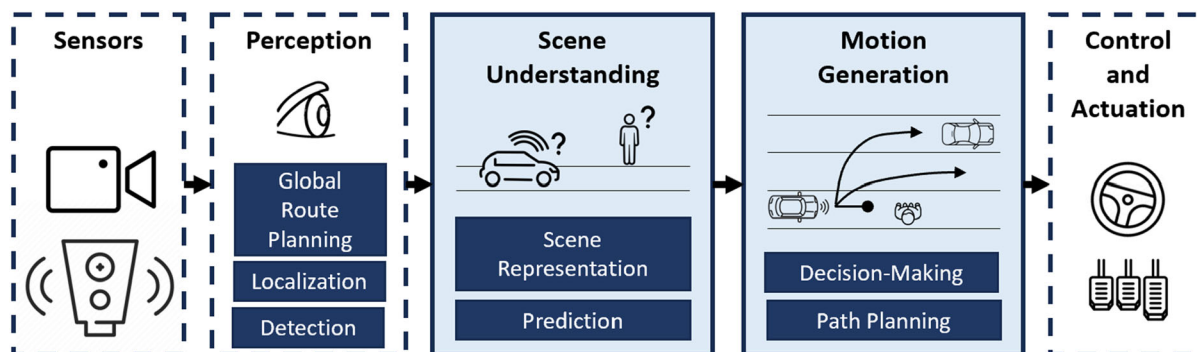 Sensors
Perception
Global
Route
Planning
Localization
Detection
Scene
Understanding
?
?
Scene
Representation
Prediction
Motion
Generation
Decision-Making
Path Planning
Control
and
Actuation